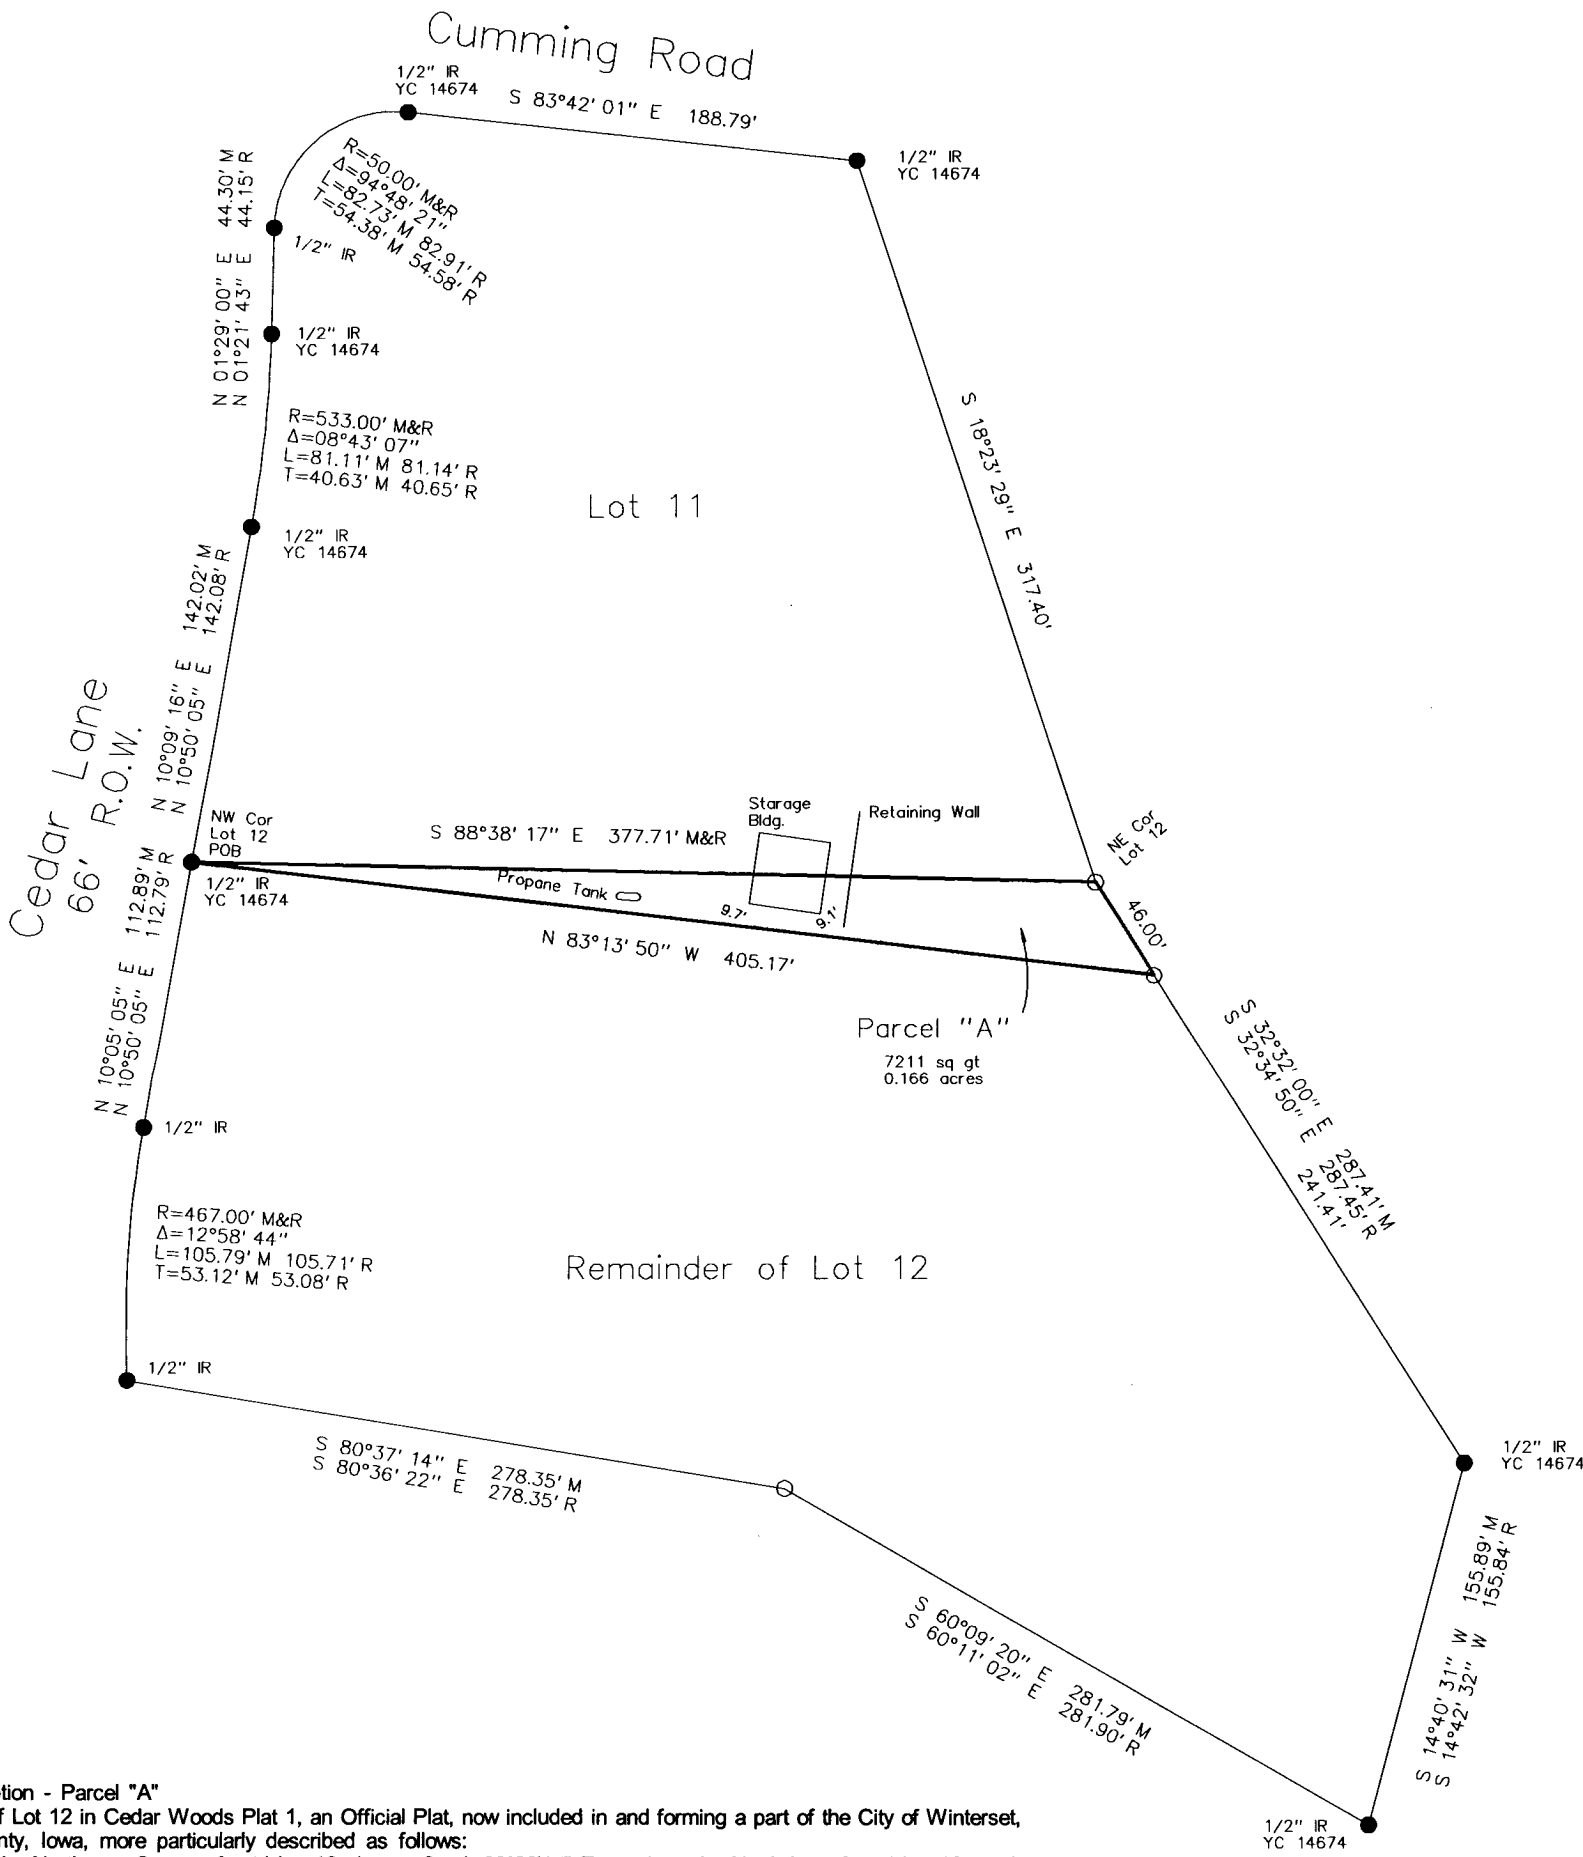 Cumming Road
1/2" IR
YC 14674
S 83°42' 01" E 188.79'
1/2" IR
YC 14674
R=50.00' M&R
Δ=94°48' 21"
L=82.73' M 82.91' R
T=54.38' M 54.58' R
N 01°29' 00" E 44.30' M
N 01°21' 43" E 44.15' R
1/2" IR
1/2" IR
YC 14674
R=533.00' M&R
Δ=08°43' 07"
L=81.11' M 81.14' R
T=40.63' M 40.65' R
S 18°23' 29" E 317.40'
Lot 11
1/2" IR
YC 14674
N 10°09' 16" E 142.02' M
N 10°50' 05" E 142.08' R
Cedar Lane
66' R.O.W.
NW Cor
Lot 12
POB
S 88°38' 17" E 377.71' M&R
Starage
Bldg.
Retaining Wall
NE Cor
Lot 12
1/2" IR
YC 14674
Propane Tank
9.7'
9.1'
46.00'
N 83°13' 50" W 405.17'
N 10°05' 05" E 112.89' M
N 10°50' 05" E 112.79' R
Parcel "A"
7211 sq gt
0.166 acres
S 32°32' 00" E 287.41' M
S 32°34' 50" E 287.45' R
241.41'
1/2" IR
R=467.00' M&R
Δ=12°58' 44"
L=105.79' M 105.71' R
T=53.12' M 53.08' R
Remainder of Lot 12
1/2" IR
S 80°37' 14" E 278.35' M
S 80°36' 22" E 278.35' R
1/2" IR
YC 14674
S 60°09' 20" E 281.79' M
S 60°11' 02" E 281.90' R
S 14°40' 31" W 155.89' M
S 14°42' 32" W 155.84' R
1/2" IR
YC 14674
tion - Parcel "A"
f Lot 12 in Cedar Woods Plat 1, an Official Plat, now included in and forming a part of the City of Winterset,
nty, Iowa, more particularly described as follows: